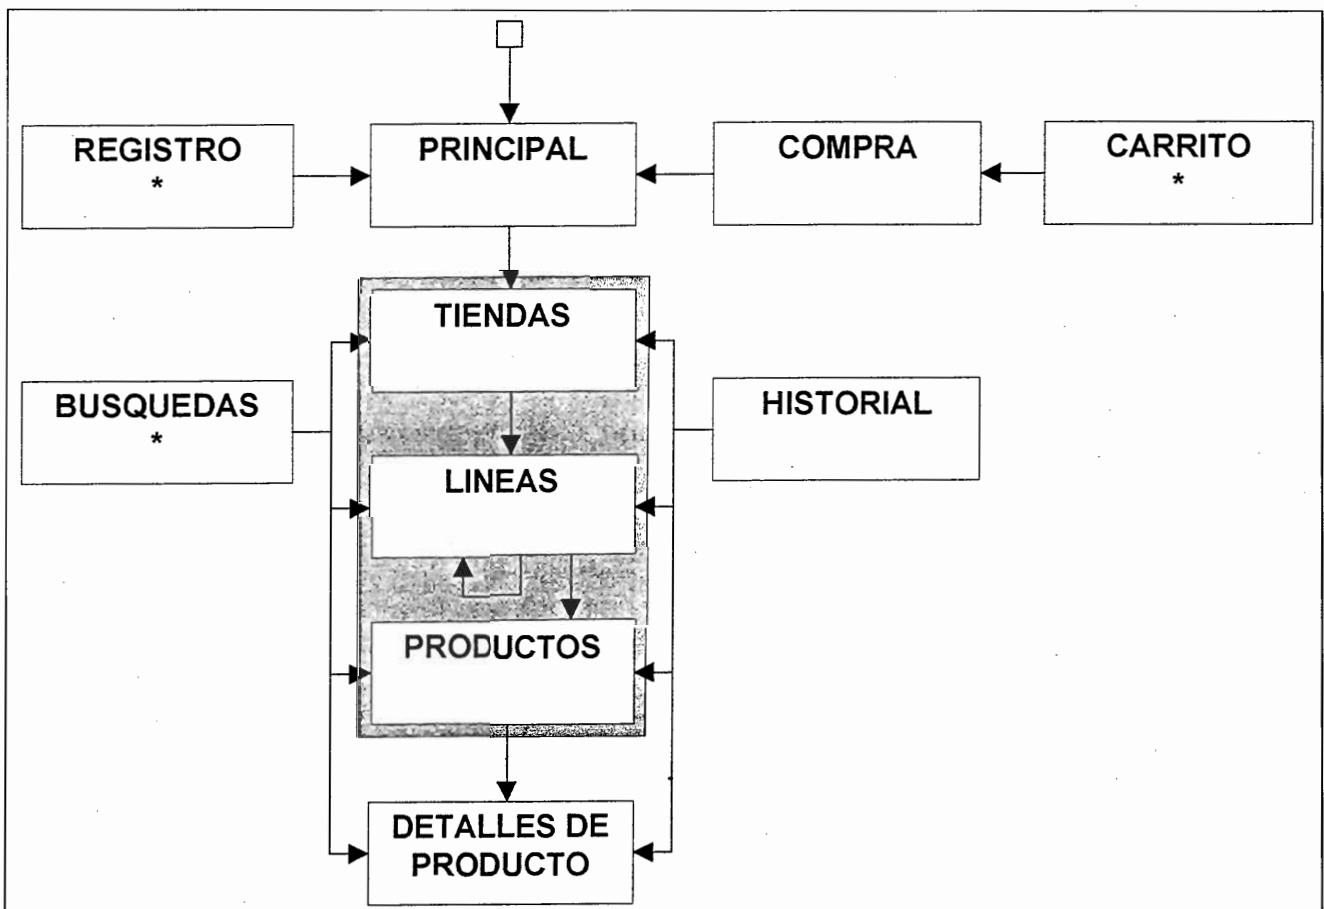 REGISTRO
*
PRINCIPAL
COMPRA
CARRITO
*
TIENDAS
BUSQUEDAS
*
HISTORIAL
LINEAS
PRODUCTOS
DETALLES DE
PRODUCTO